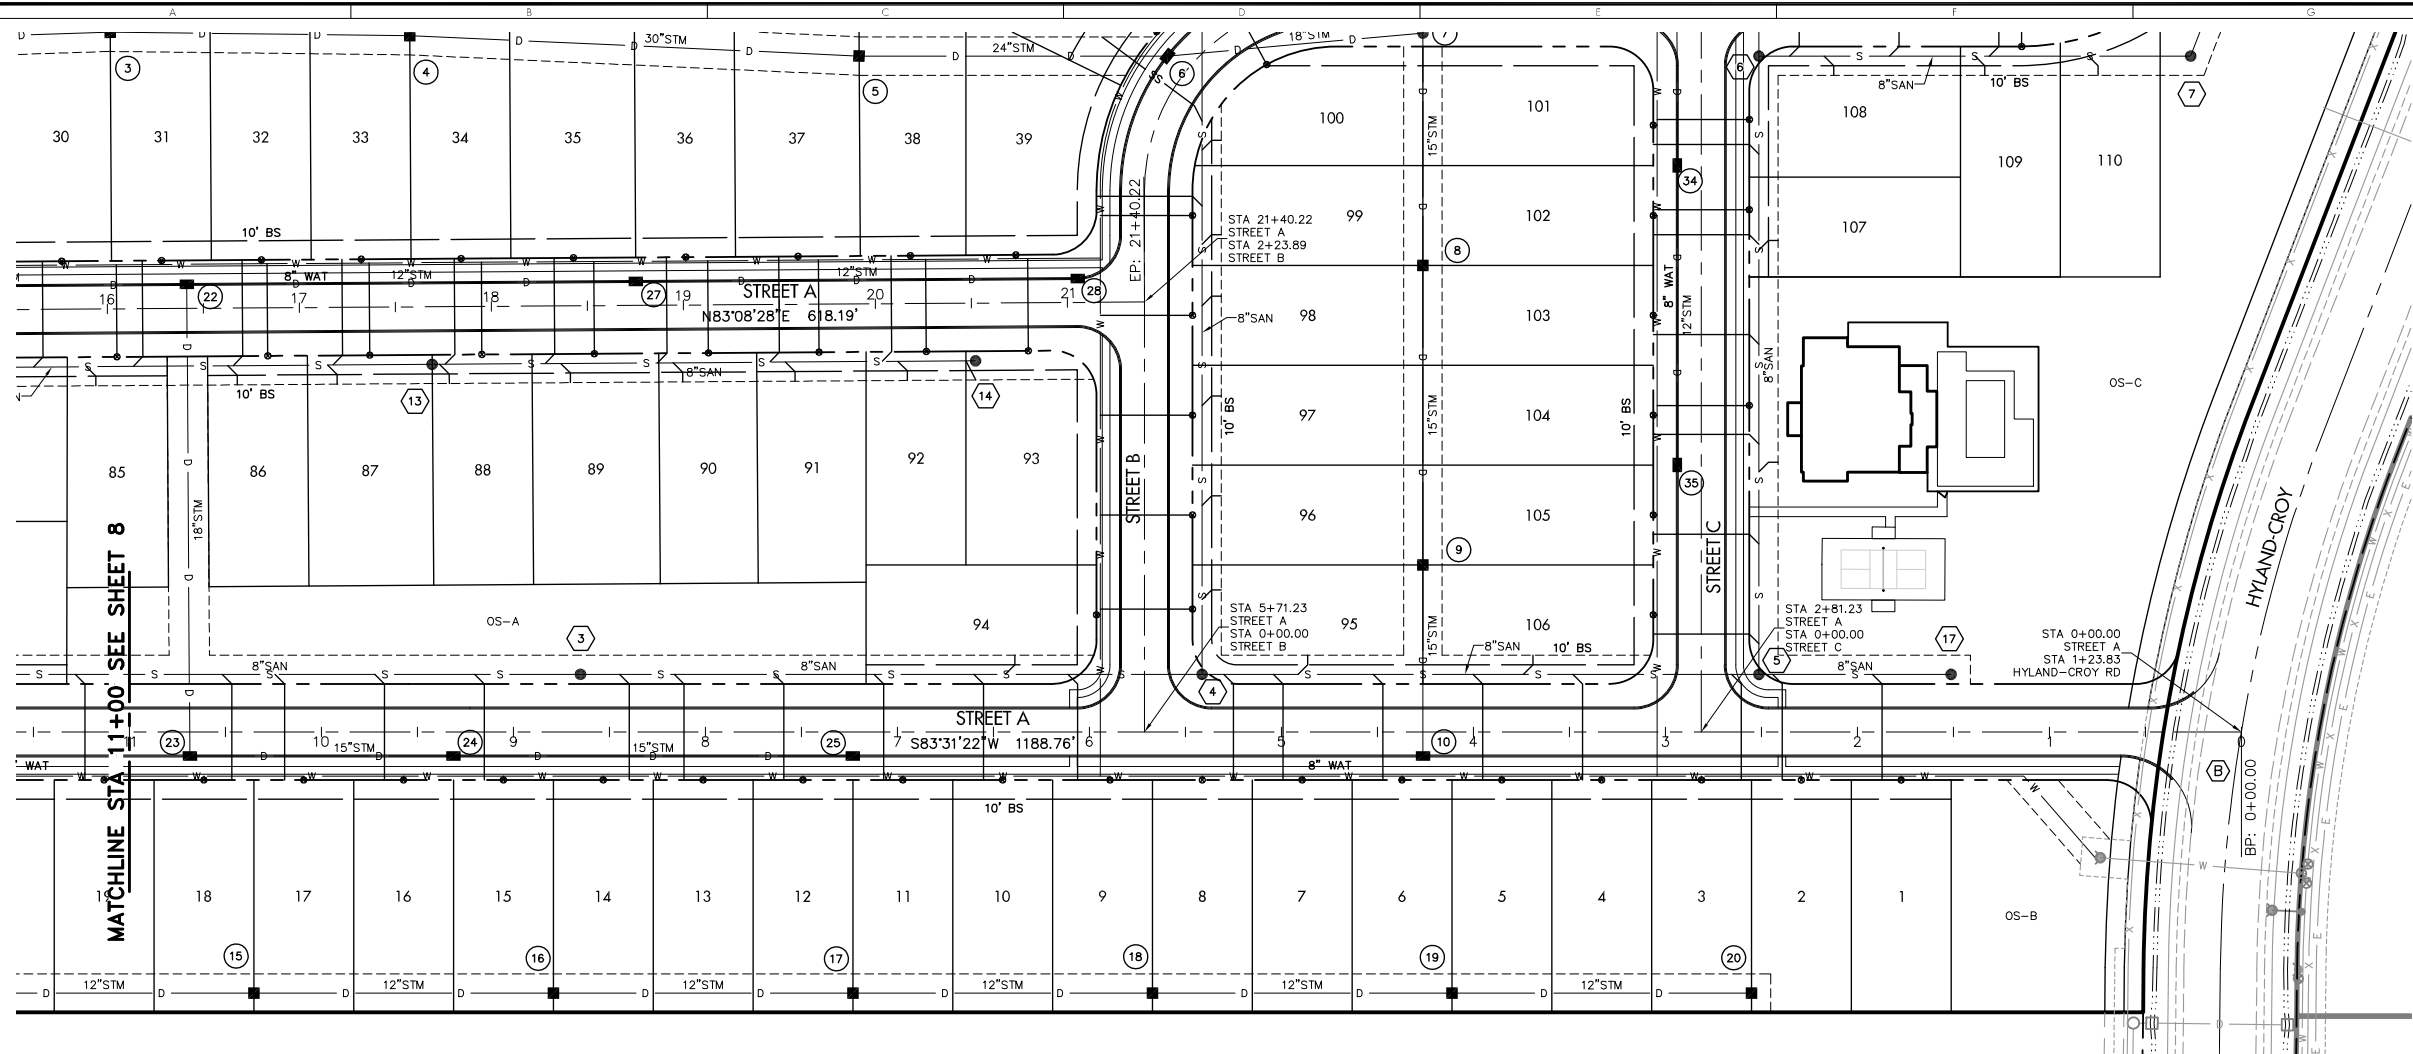 A B C D E F G
D D D D 30"STM D D 24"STM D D 18"STM
3 4 5 6 7 6 7
S 8"SAN S 10' BS
30 31 32 33 34 35 36 37 38 39
100 101 108 109 110
15"STM
34
99 102 107
10' BS
EP: 21+40.22
STA 21+40.22
STREET A
STA 2+23.89
STREET B
8
8" WAT 12"STM 12"STM
16 17 18 19 20 21
22 27 28
STREET A
N83°08'28"E 618.19'
8"SAN 98 103
8" WAT
12"STM
8"SAN
10' BS 8"SAN
13 14
OS-C
10' BS 97 15"STM 104 10' BS
85 86 87 88 89 90 91 92 93
18"STM
STREET B
96 105 35
STREET C
HYLAND-CROY
9
MATCHLINE STA 11+00 SEE SHEET 8
OS-A 3 94
STA 5+71.23
STREET A
STA 0+00.00
STREET B
95 15"STM 106
8"SAN 10' BS
STA 2+81.23
STREET A
STA 0+00.00
STREET C
17
STA 0+00.00
STREET A
STA 1+23.83
HYLAND-CROY RD
8"SAN 8"SAN 4 5 8"SAN
STREET A
S83°31'22"W 1188.76'
11 10 9 8 7 6 5 4 3 2 1 0
23 15"STM 24 15"STM 25 10
WAT 8" WAT
B
BP: 0+00.00
10' BS
19 18 17 16 15 14 13 12 11 10 9 8 7 6 5 4 3 2 1
OS-B
15 16 17 18 19 20
12"STM 12"STM 12"STM 12"STM 12"STM 12"STM